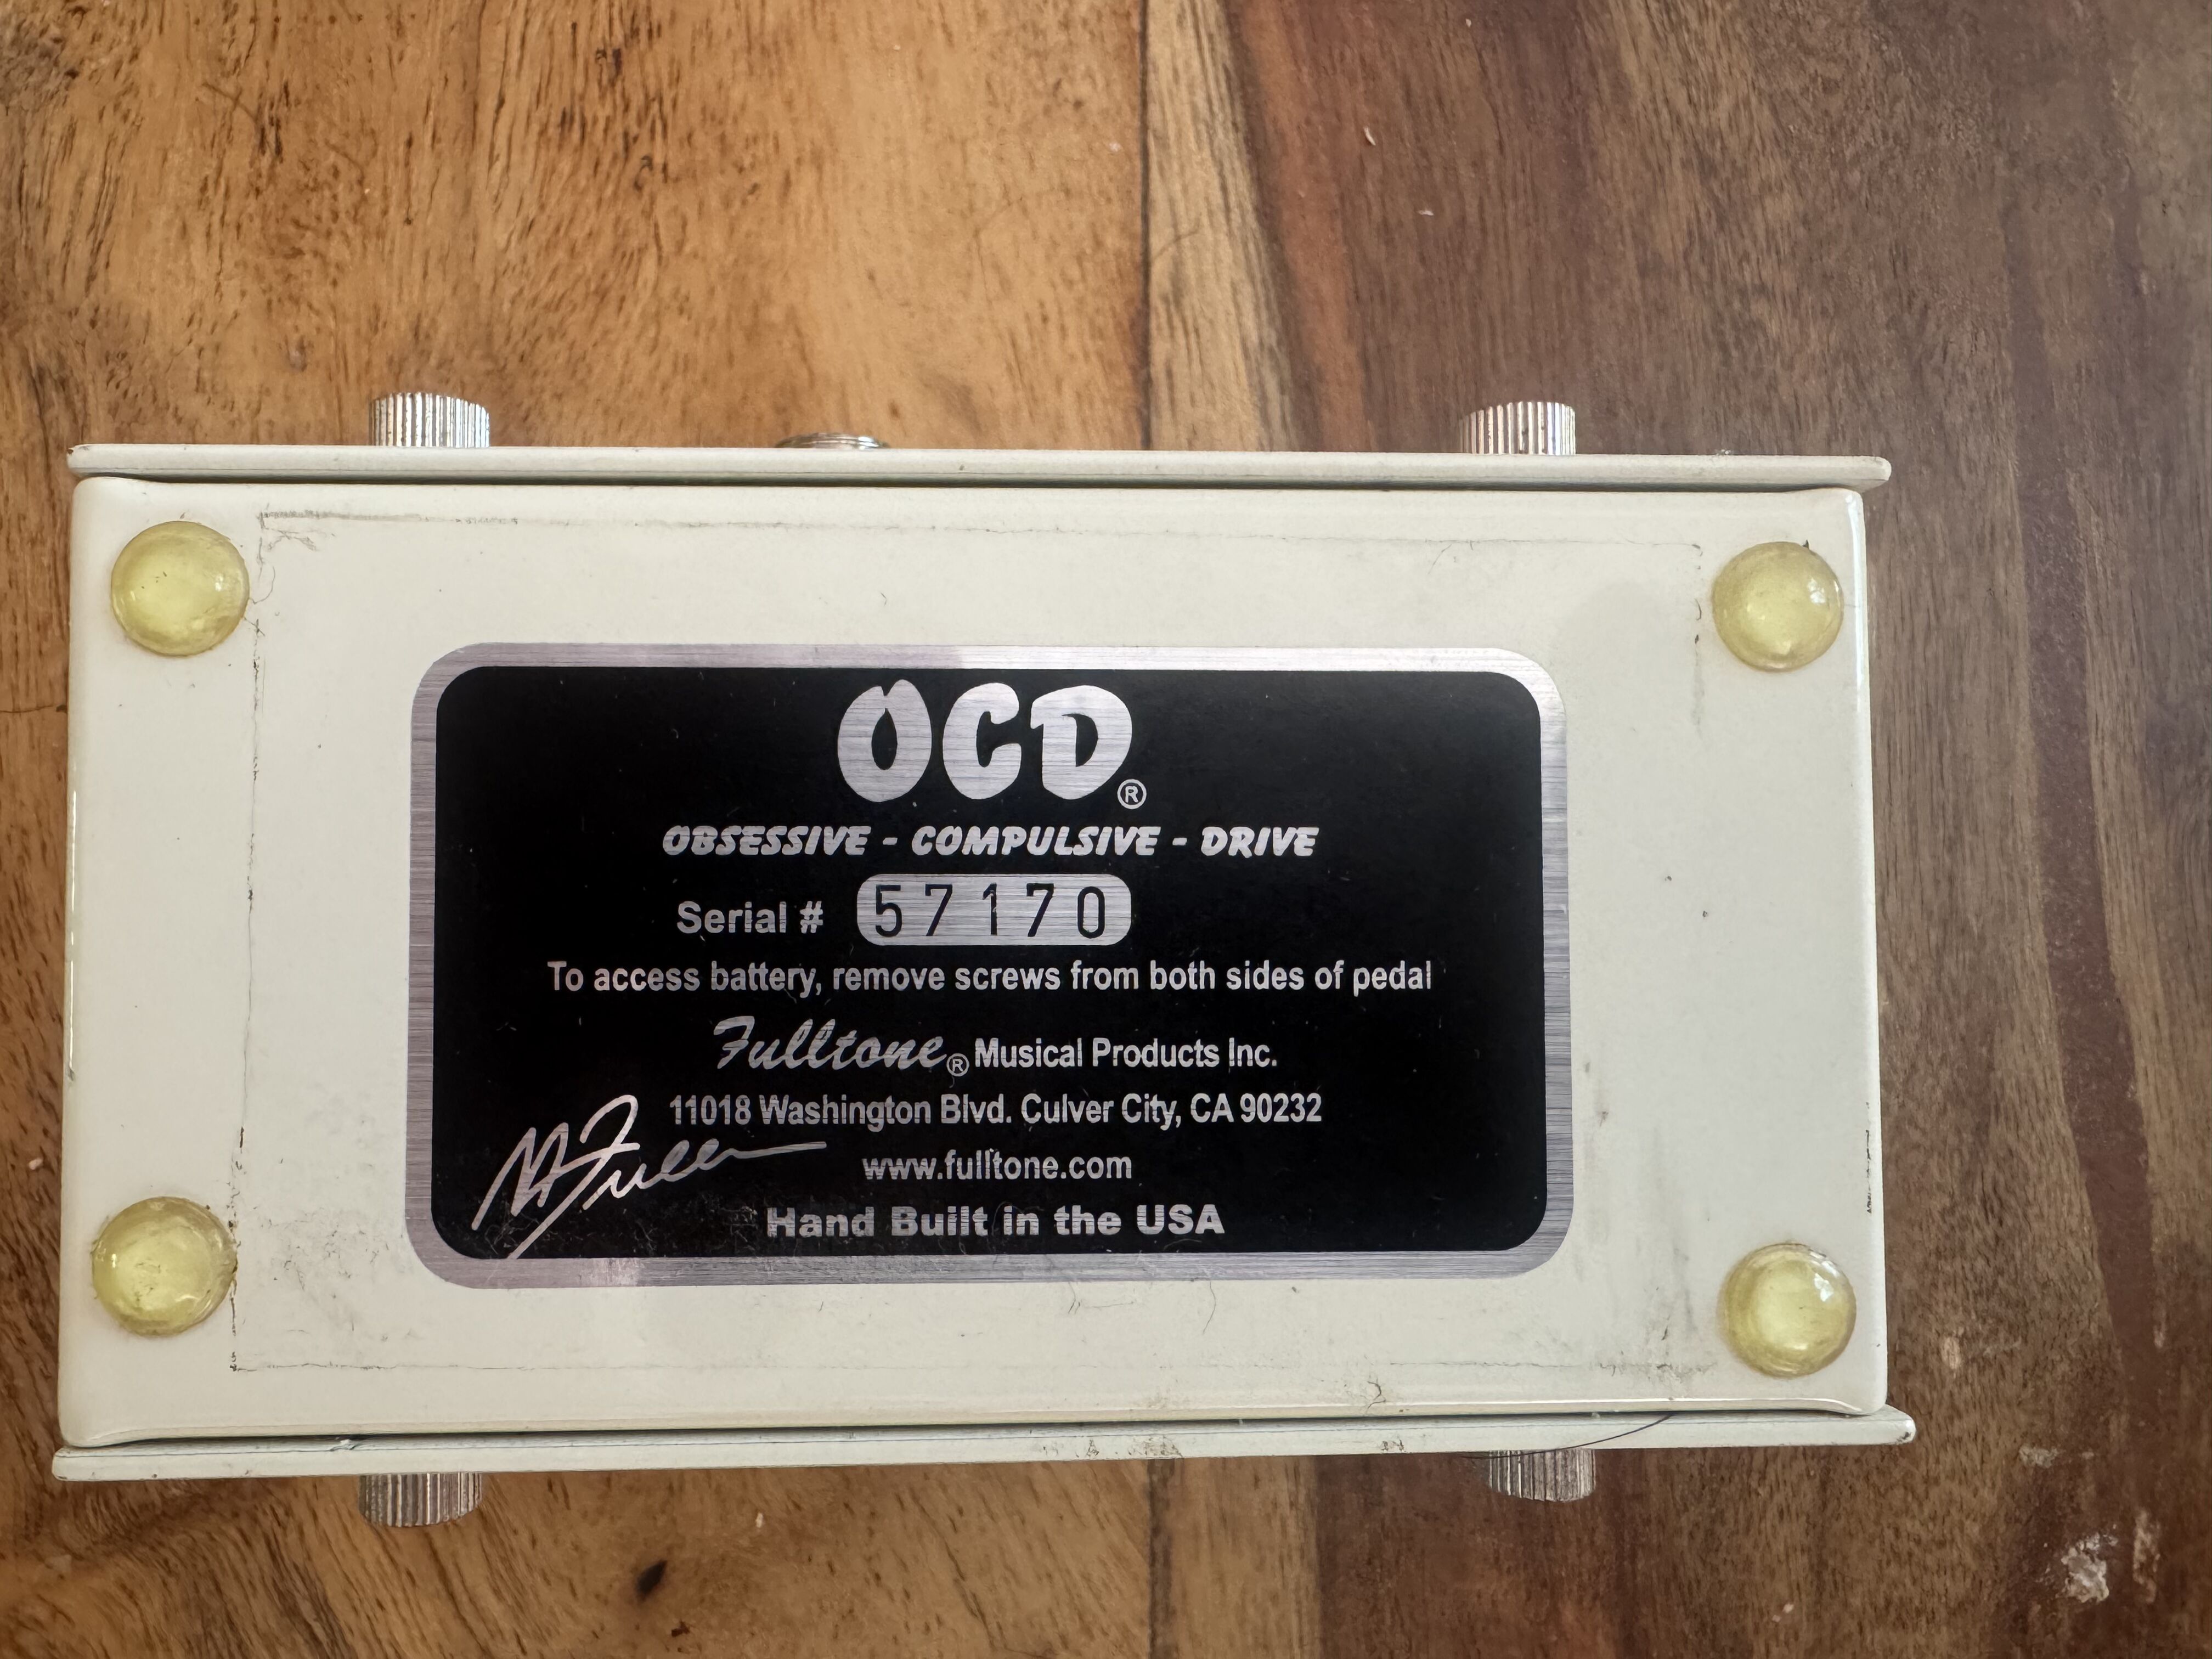 OCD®
OBSESSIVE - COMPULSIVE - DRIVE
Serial # 57170
To access battery, remove screws from both sides of pedal
Fulltone® Musical Products Inc.
11018 Washington Blvd. Culver City, CA 90232
M Fuller
www.fulltone.com
Hand Built in the USA